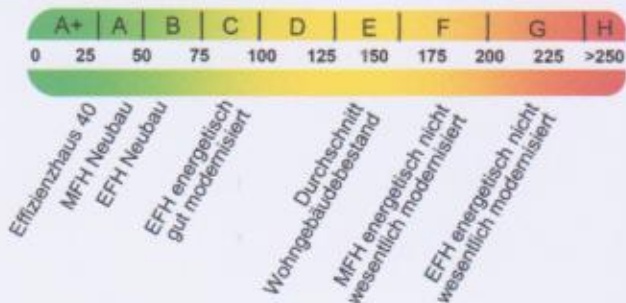 A+ A B C D E F G H
0 25 50 75 100 125 150 175 200 225 >250
Effizienzhaus 40
MFH Neubau
EFH Neubau
EFH energetisch
gut modernisiert
Durchschnitt
Wohngebäudebestand
MFH energetisch nicht
wesentlich modernisiert
EFH energetisch nicht
wesentlich modernisiert